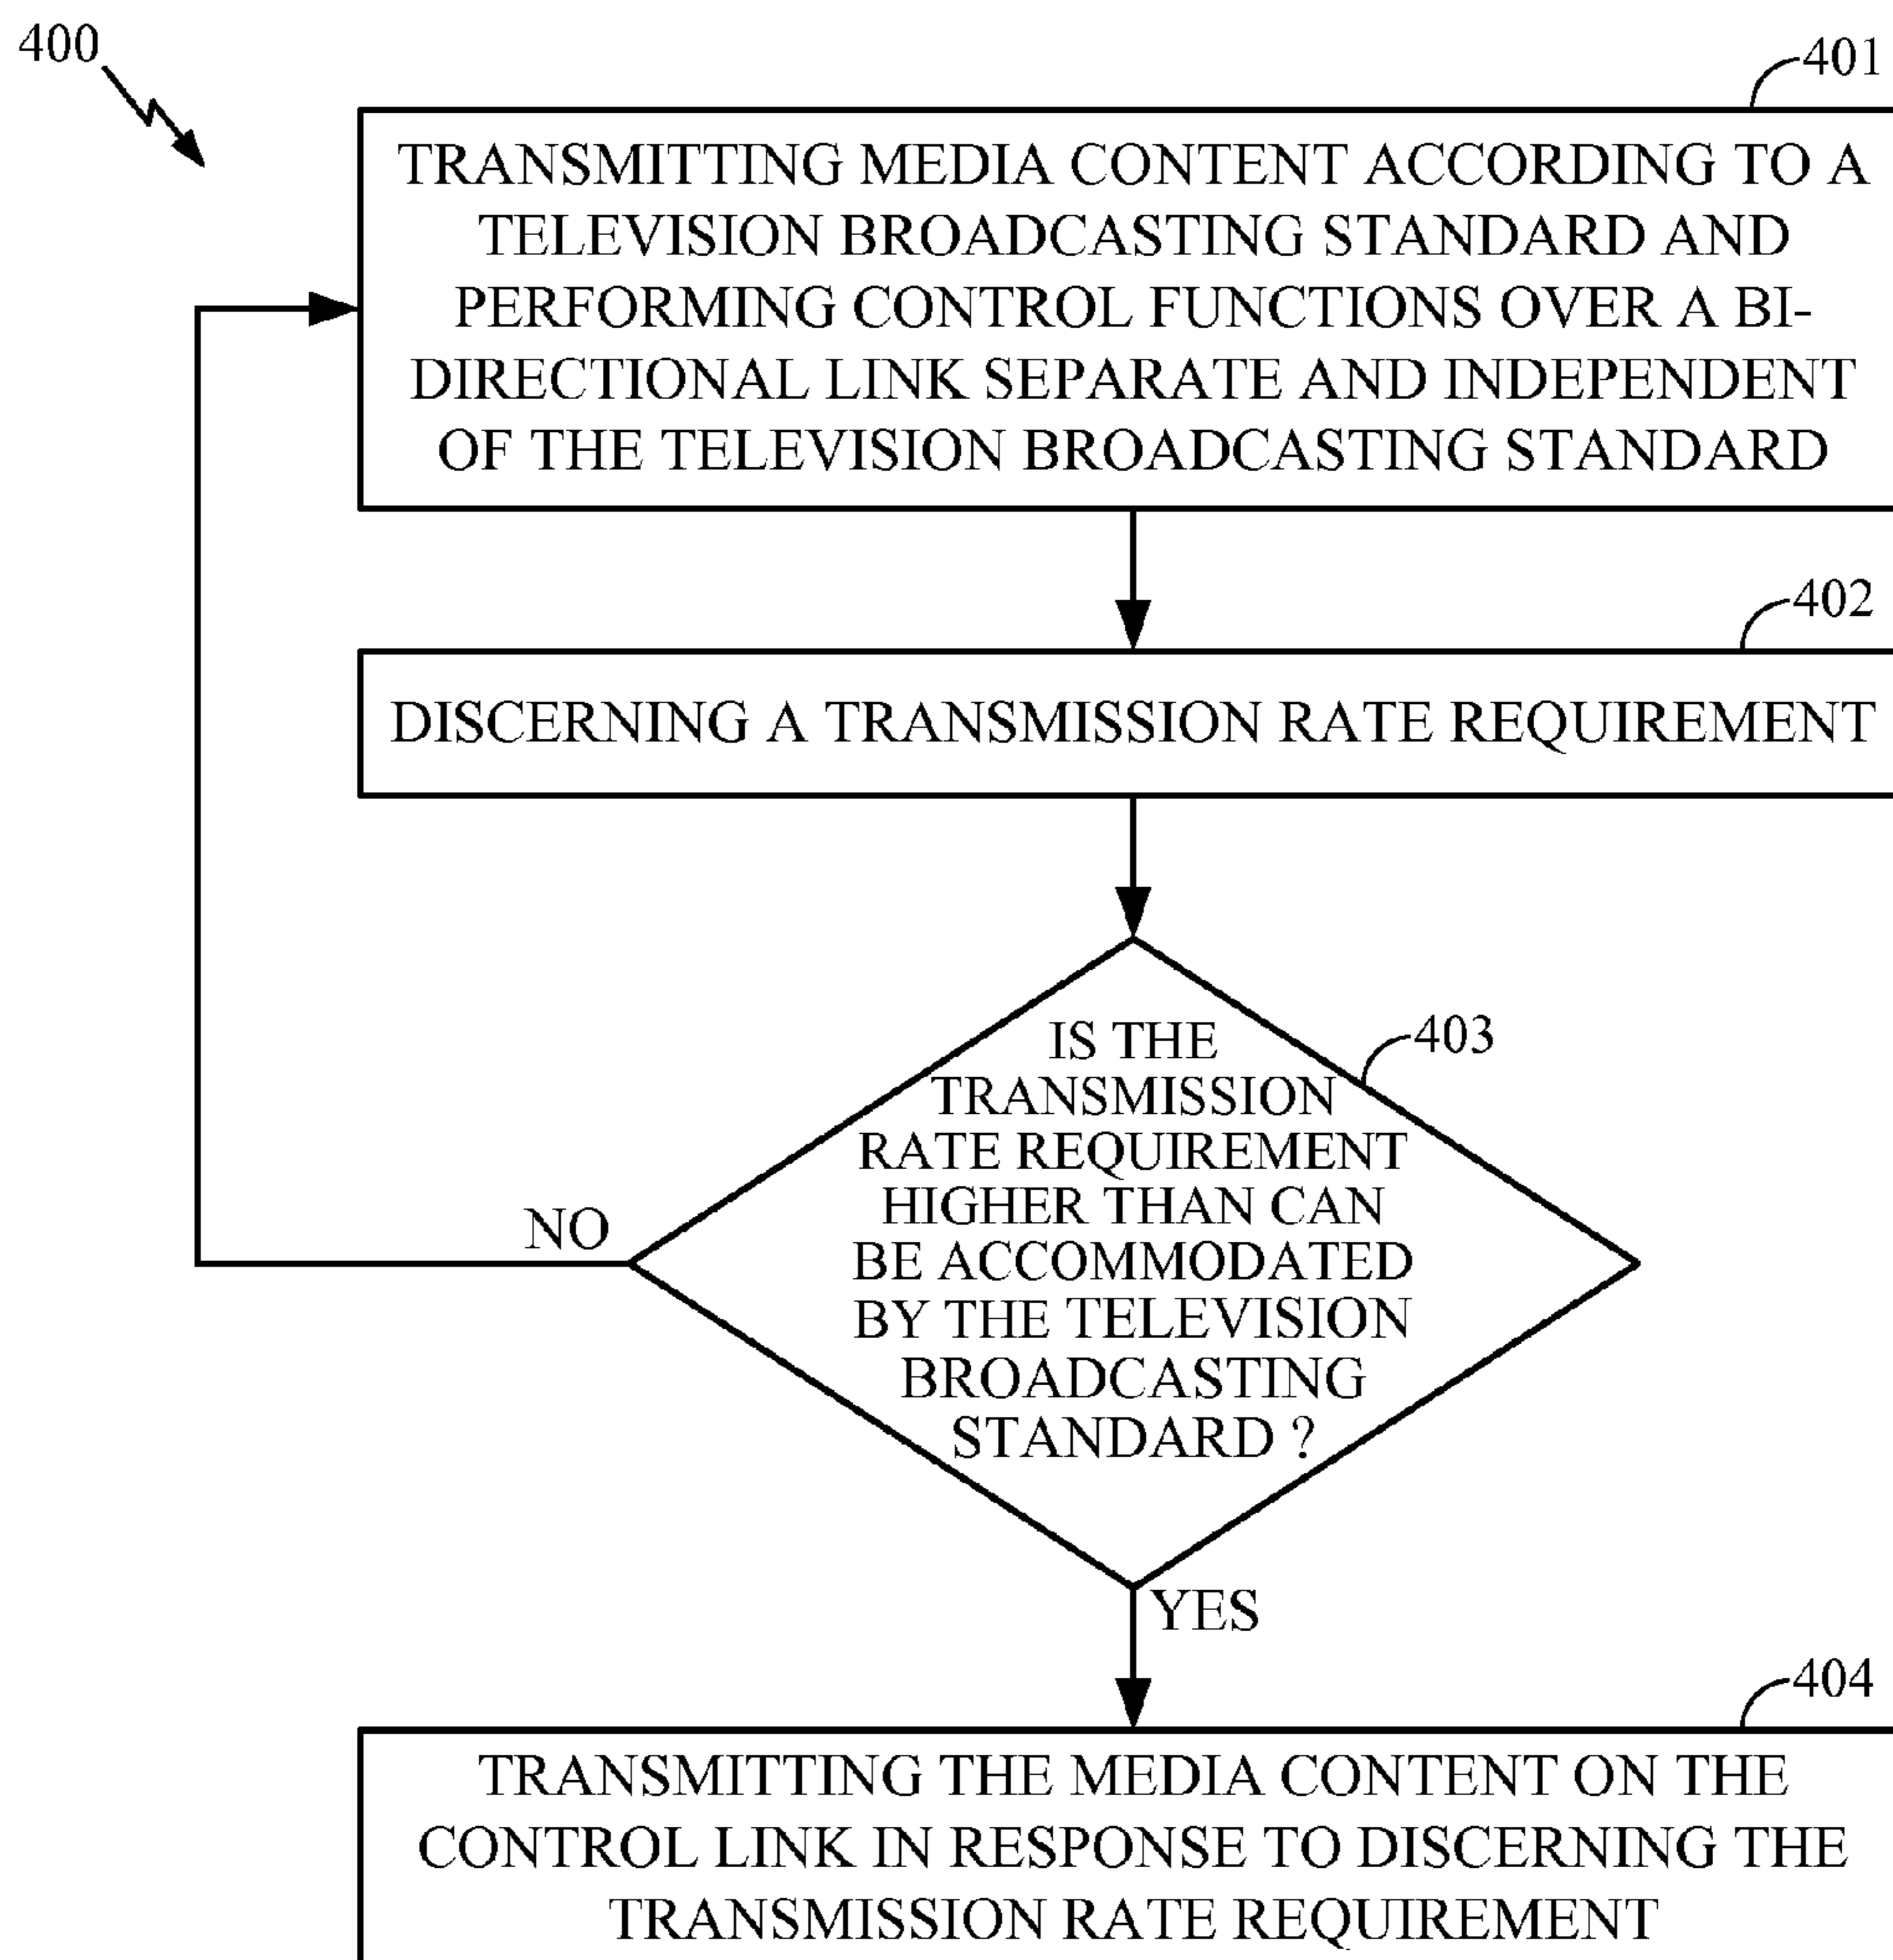 400
401
TRANSMITTING MEDIA CONTENT ACCORDING TO A
TELEVISION BROADCASTING STANDARD AND
PERFORMING CONTROL FUNCTIONS OVER A BI-
DIRECTIONAL LINK SEPARATE AND INDEPENDENT
OF THE TELEVISION BROADCASTING STANDARD
402
DISCERNING A TRANSMISSION RATE REQUIREMENT
403
IS THE
TRANSMISSION
RATE REQUIREMENT
HIGHER THAN CAN
BE ACCOMMODATED
BY THE TELEVISION
BROADCASTING
STANDARD ?
NO
YES
404
TRANSMITTING THE MEDIA CONTENT ON THE
CONTROL LINK IN RESPONSE TO DISCERNING THE
TRANSMISSION RATE REQUIREMENT